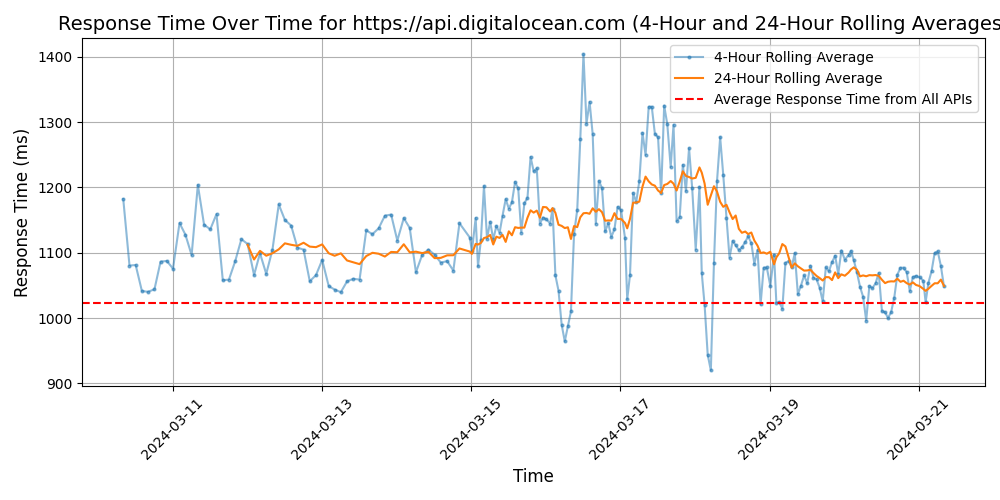 Response Time Over Time for https://api.digitalocean.com (4-Hour and 24-Hour Rolling Averages
4-Hour Rolling Average
24-Hour Rolling Average
Average Response Time from All APIs
Response Time (ms)
1400
1300
1200
1100
1000
900
2024-03-11
2024-03-13
2024-03-15
2024-03-17
2024-03-19
2024-03-21
Time